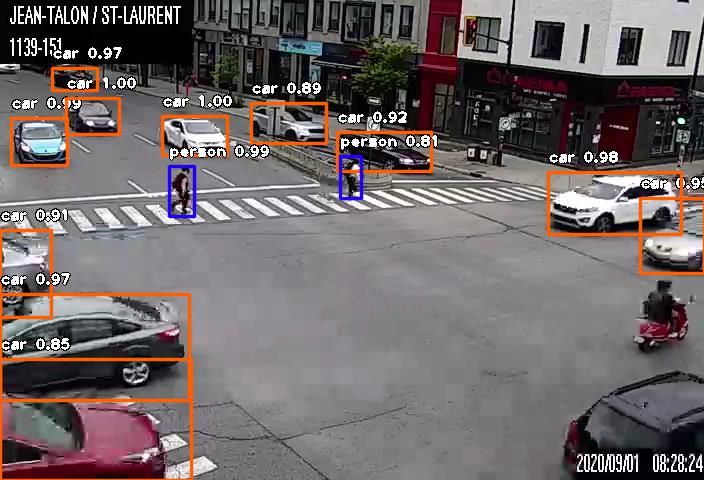 JEAN-TALON / ST-LAURENT
1139-151
car 0.97
car 1.00
car 0.99
car 1.00
car 0.89
car 0.92
person 0.99
person 0.81
car 0.98
car 0.95
car 0.91
car 0.97
car 0.85
2020/09/01 08:28:24